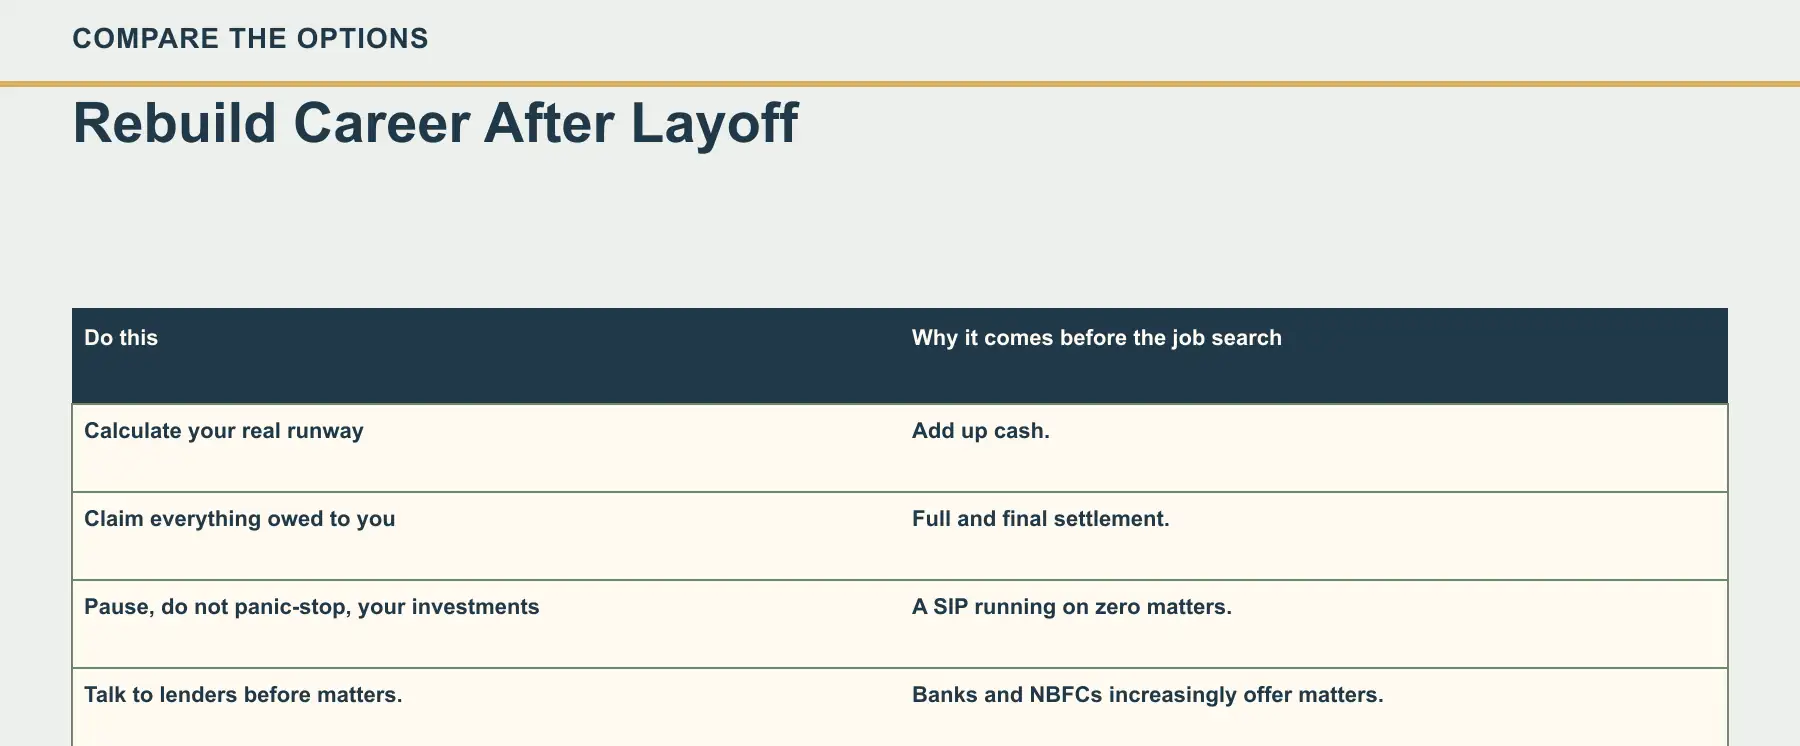 COMPARE THE OPTIONS
Rebuild Career After Layoff
Do this
Why it comes before the job search
Calculate your real runway
Add up cash.
Claim everything owed to you
Full and final settlement.
Pause, do not panic-stop, your investments
A SIP running on zero matters.
Talk to lenders before matters.
Banks and NBFCs increasingly offer matters.